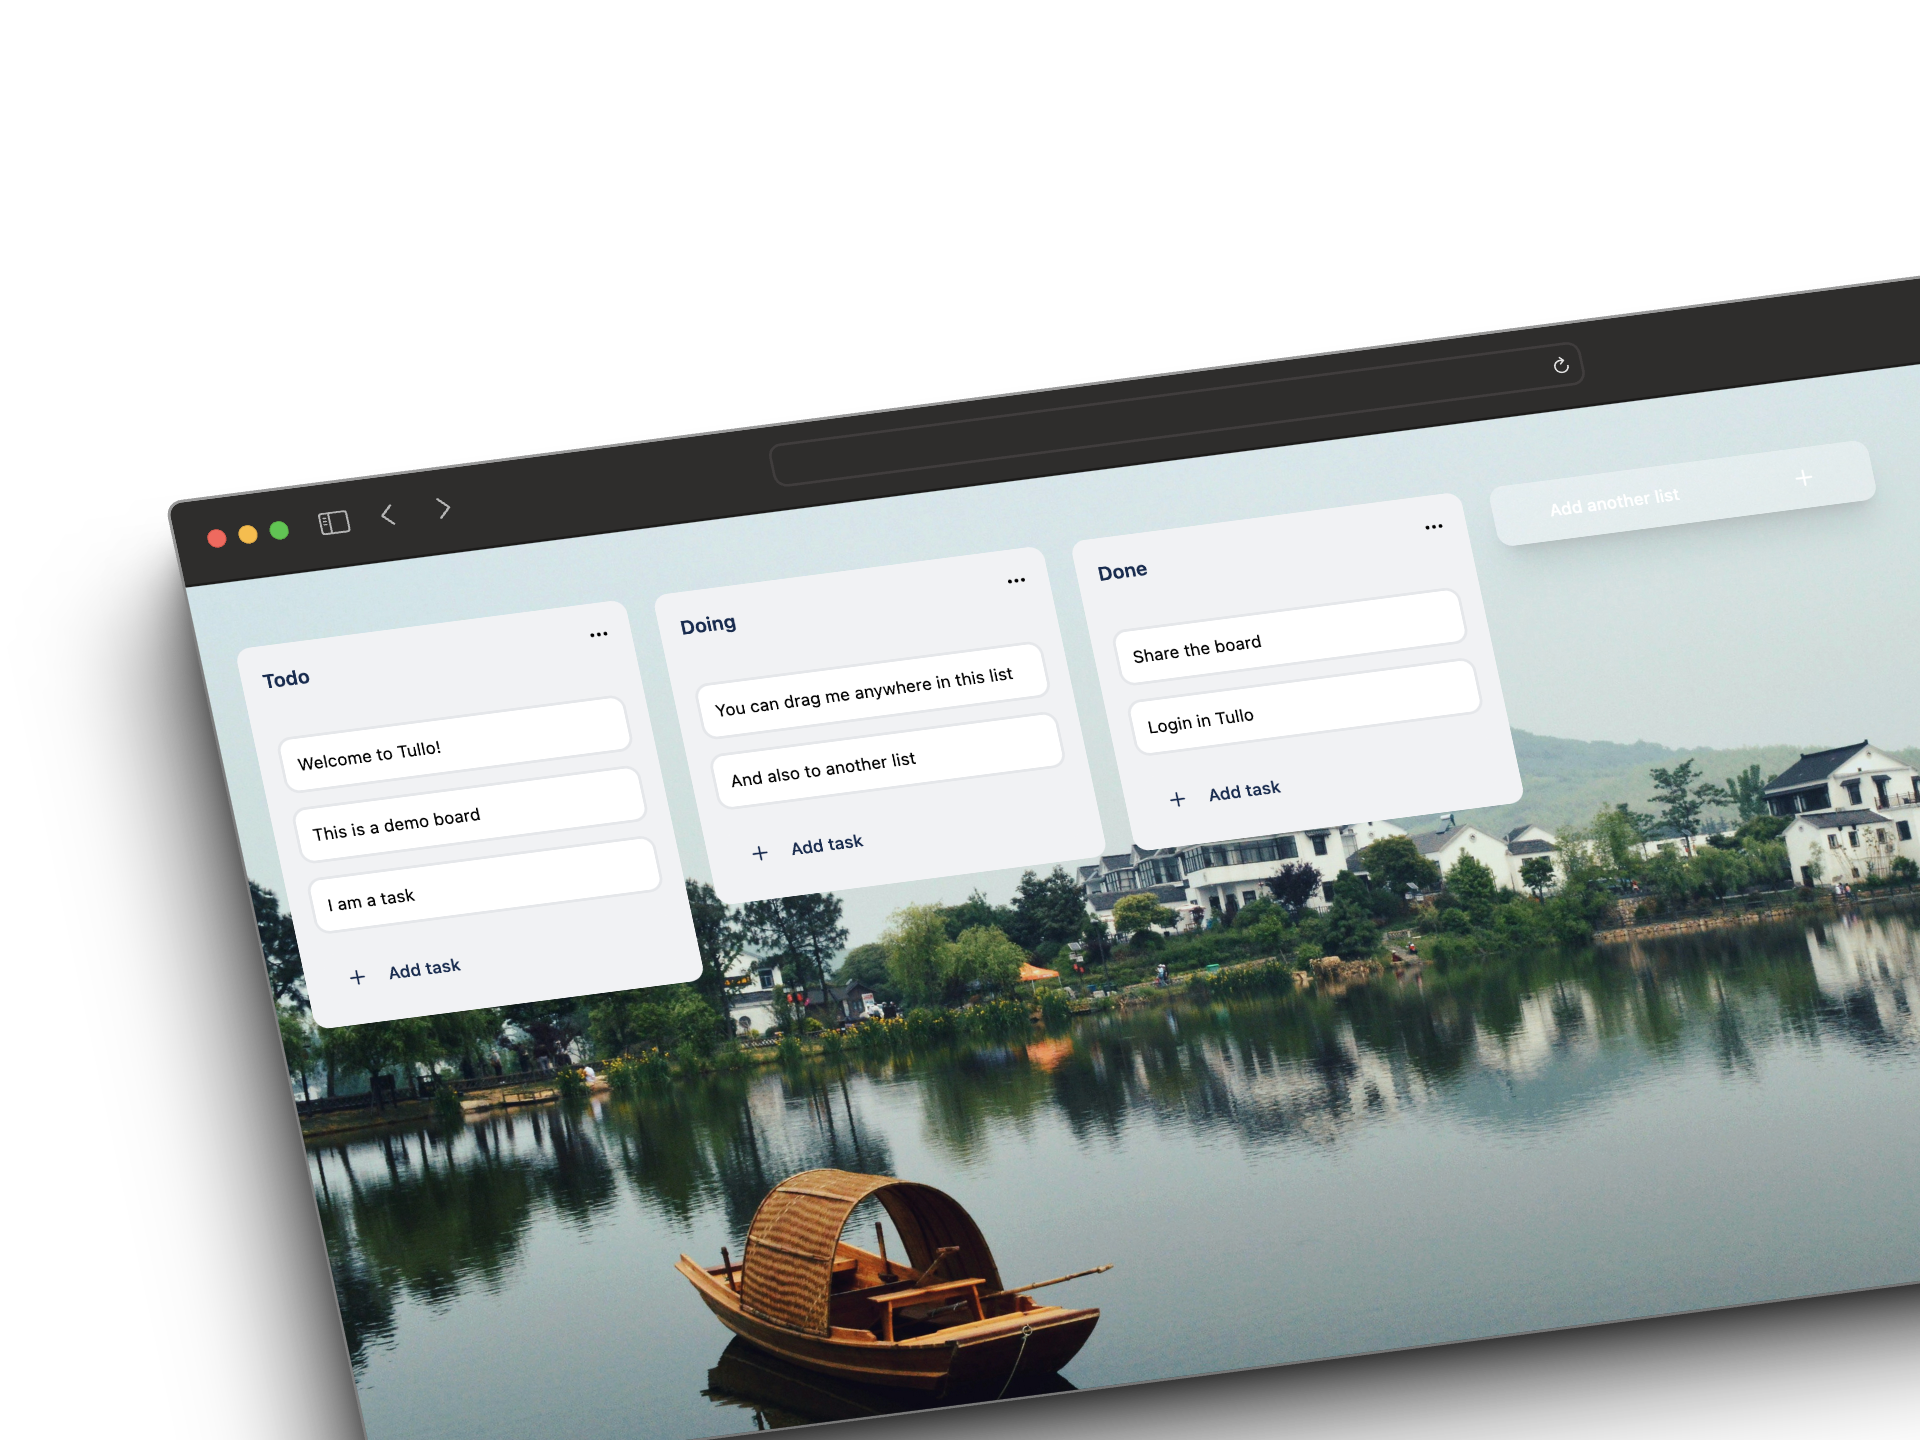 Todo
Welcome to Tullo!
This is a demo board
I am a task
+ Add task
Doing
You can drag me anywhere in this list
And also to another list
+ Add task
Done
Share the board
Login in Tullo
+ Add task
Add another list +